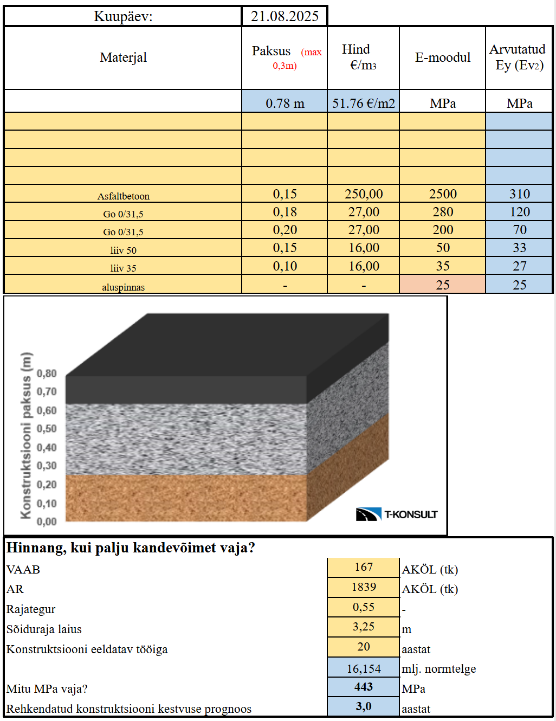 Kuupäev: 21.08.2025
Materjal Paksus (max 0,3m) Hind €/m3 E-moodul Arvutatud Ey (Ev2)
0.78 m 51.76 €/m2 MPa MPa
Asfaltbetoon 0,15 250,00 2500 310
Go 0/31,5 0,18 27,00 280 120
Go 0/31,5 0,20 27,00 200 70
liiv 50 0,15 16,00 50 33
liiv 35 0,10 16,00 35 27
aluspinnas - - 25 25
Konstruktsiooni paksus (m)
0,80
0,70
0,60
0,50
0,40
0,30
0,20
0,10
0,00
T-KONSULT
Hinnang, kui palju kandevõimet vaja?
VAAB 167 AKÖL (tk)
AR 1839 AKÖL (tk)
Rajategur 0,55 -
Sõiduraja laius 3,25 m
Konstruktsiooni eeldatav tööiga 20 aastat
16,154 mlj. normtelge
Mitu MPa vaja? 443 MPa
Rehkendatud konstruktsiooni kestvuse prognoos 3,0 aastat